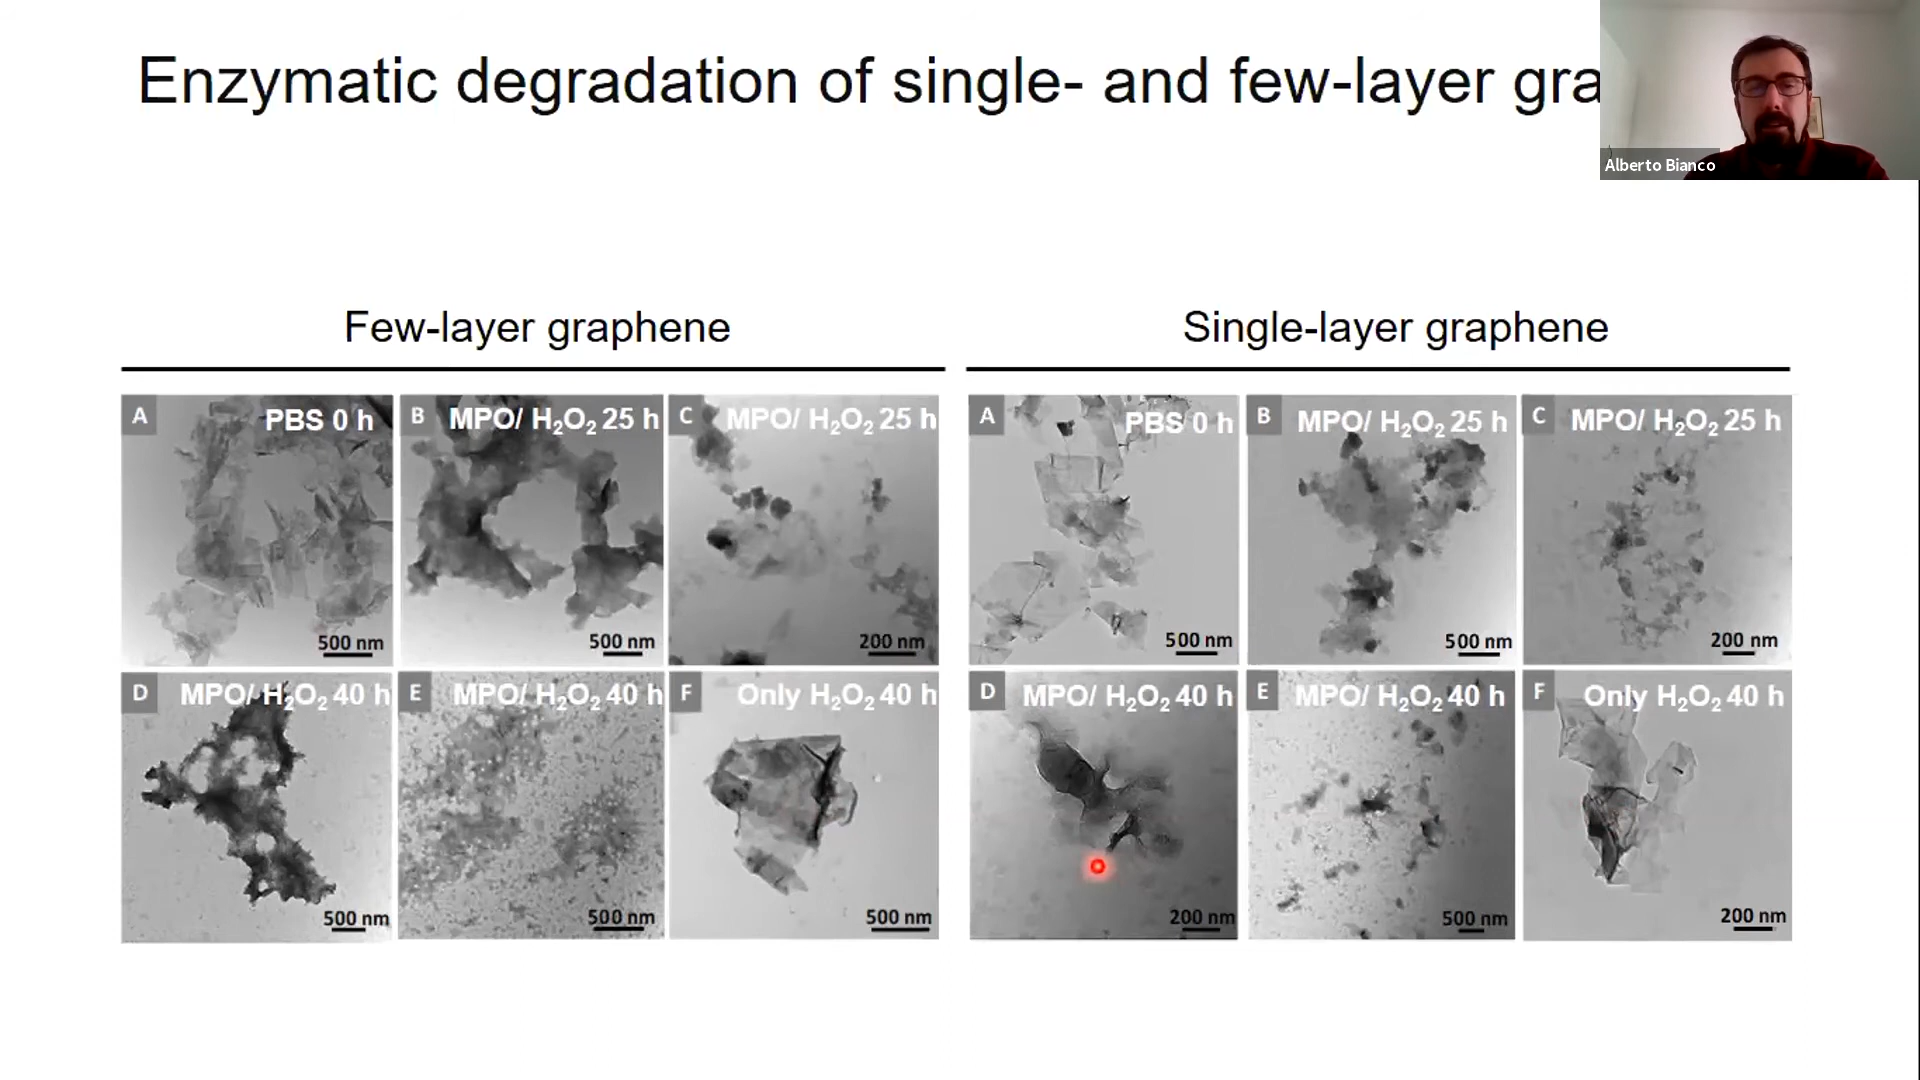 Enzymatic degradation of single- and few-layer gra
Alberto Bianco
Few-layer graphene
Single-layer graphene
A PBS 0 h 500 nm
B MPO/ H₂O₂ 25 h 500 nm
C MPO/ H₂O₂ 25 h 200 nm
D MPO/ H₂O₂ 40 h 500 nm
E MPO/ H₂O₂ 40 h 500 nm
F Only H₂O₂ 40 h 500 nm
A PBS 0 h 500 nm
B MPO/ H₂O₂ 25 h 500 nm
C MPO/ H₂O₂ 25 h 200 nm
D MPO/ H₂O₂ 40 h 200 nm
E MPO/ H₂O₂ 40 h 500 nm
F Only H₂O₂ 40 h 200 nm